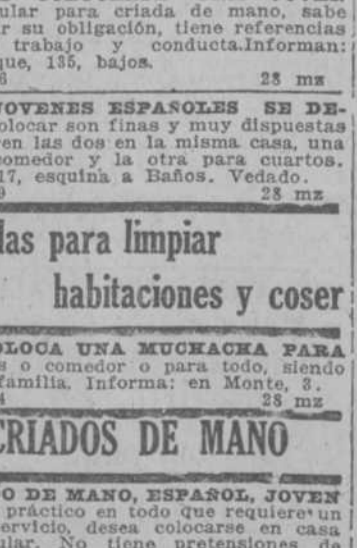 ular para criada de mano, sabe
r su obligación, tiene referencias
trabajo y conducta.Informan:
que, 135, bajos.
6 28 mz
JOVENES ESPAÑOLES SE DE-
olocar son finas y muy dispuestas
en las dos en la misma casa, una
comedor y la otra para cuartos.
17, esquina a Baños. Vedado.
9 28 mz
las para limpiar
habitaciones y coser
OLOCA UNA MUCHACHA PARA
s o comedor o para todo, siendo
familia. Informa: en Monte, 3.
4 28 mz
CRIADOS DE MANO
O DE MANO, ESPAÑOL, JOVEN
práctico en todo que requiere un
ervicio, desea colocarse en casa
ular. No tiene pretensiones de